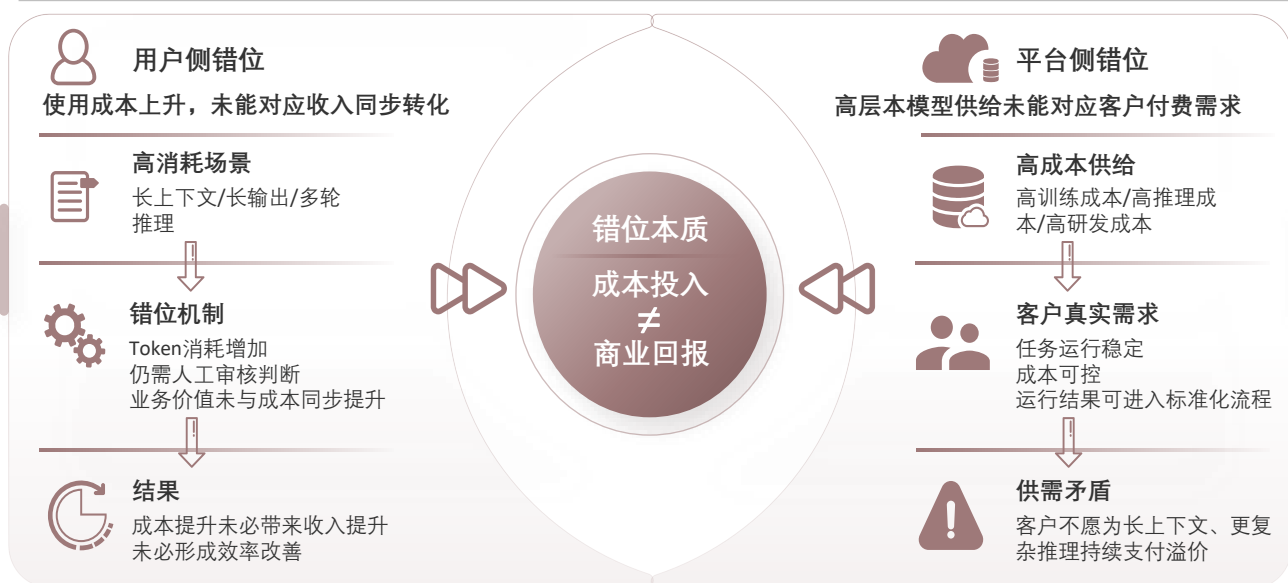 用户侧错位
使用成本上升，未能对应收入同步转化
高消耗场景
长上下文/长输出/多轮
推理
错位机制
Token消耗增加
仍需人工审核判断
业务价值未与成本同步提升
结果
成本提升未必带来收入提升
未必形成效率改善
错位本质
成本投入
≠
商业回报
平台侧错位
高层本模型供给未能对应客户付费需求
高成本供给
高训练成本/高推理成
本/高研发成本
客户真实需求
任务运行稳定
成本可控
运行结果可进入标准化流程
供需矛盾
客户不愿为长上下文、更复
杂推理持续支付溢价